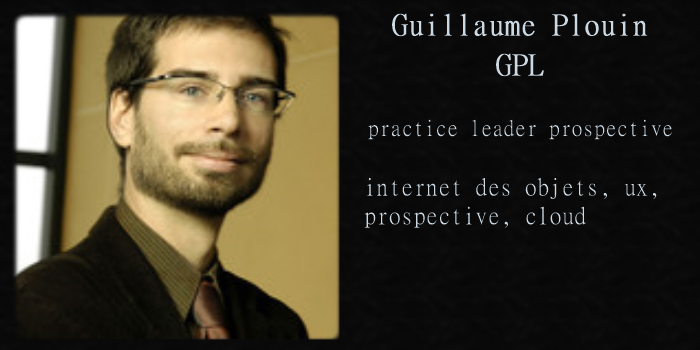 Guillaume Plouin
GPL
practice leader prospective
internet des objets, ux,
prospective, cloud